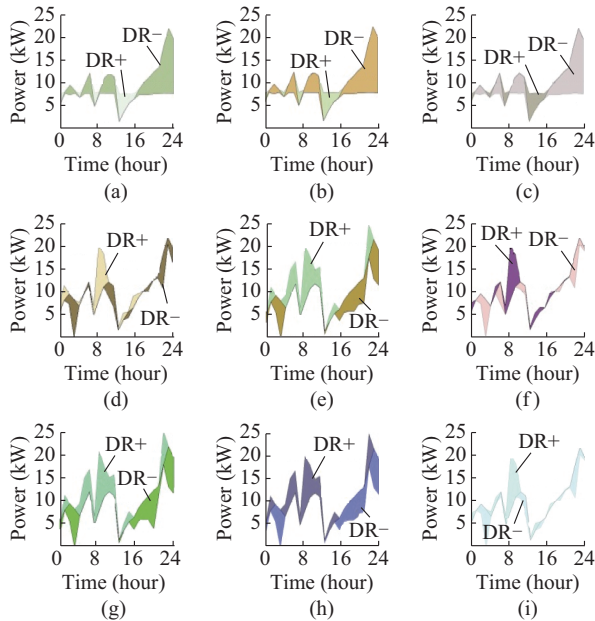 Power (kW)
25
20
15
10
5
DR+
DR−
0
8
16
24
Time (hour)
(a)
Power (kW)
25
20
15
10
5
DR−
DR+
0
8
16
24
Time (hour)
(b)
Power (kW)
25
20
15
10
5
DR+
DR−
0
8
16
24
Time (hour)
(c)
Power (kW)
25
20
15
10
5
DR+
DR−
0
8
16
24
Time (hour)
(d)
Power (kW)
25
20
15
10
5
DR+
DR−
0
8
16
24
Time (hour)
(e)
Power (kW)
25
20
15
10
5
DR+
DR−
0
8
16
24
Time (hour)
(f)
Power (kW)
25
20
15
10
5
DR+
DR−
0
8
16
24
Time (hour)
(g)
Power (kW)
25
20
15
10
5
DR+
DR−
0
8
16
24
Time (hour)
(h)
Power (kW)
25
20
15
10
5
DR+
DR−
0
8
16
24
Time (hour)
(i)